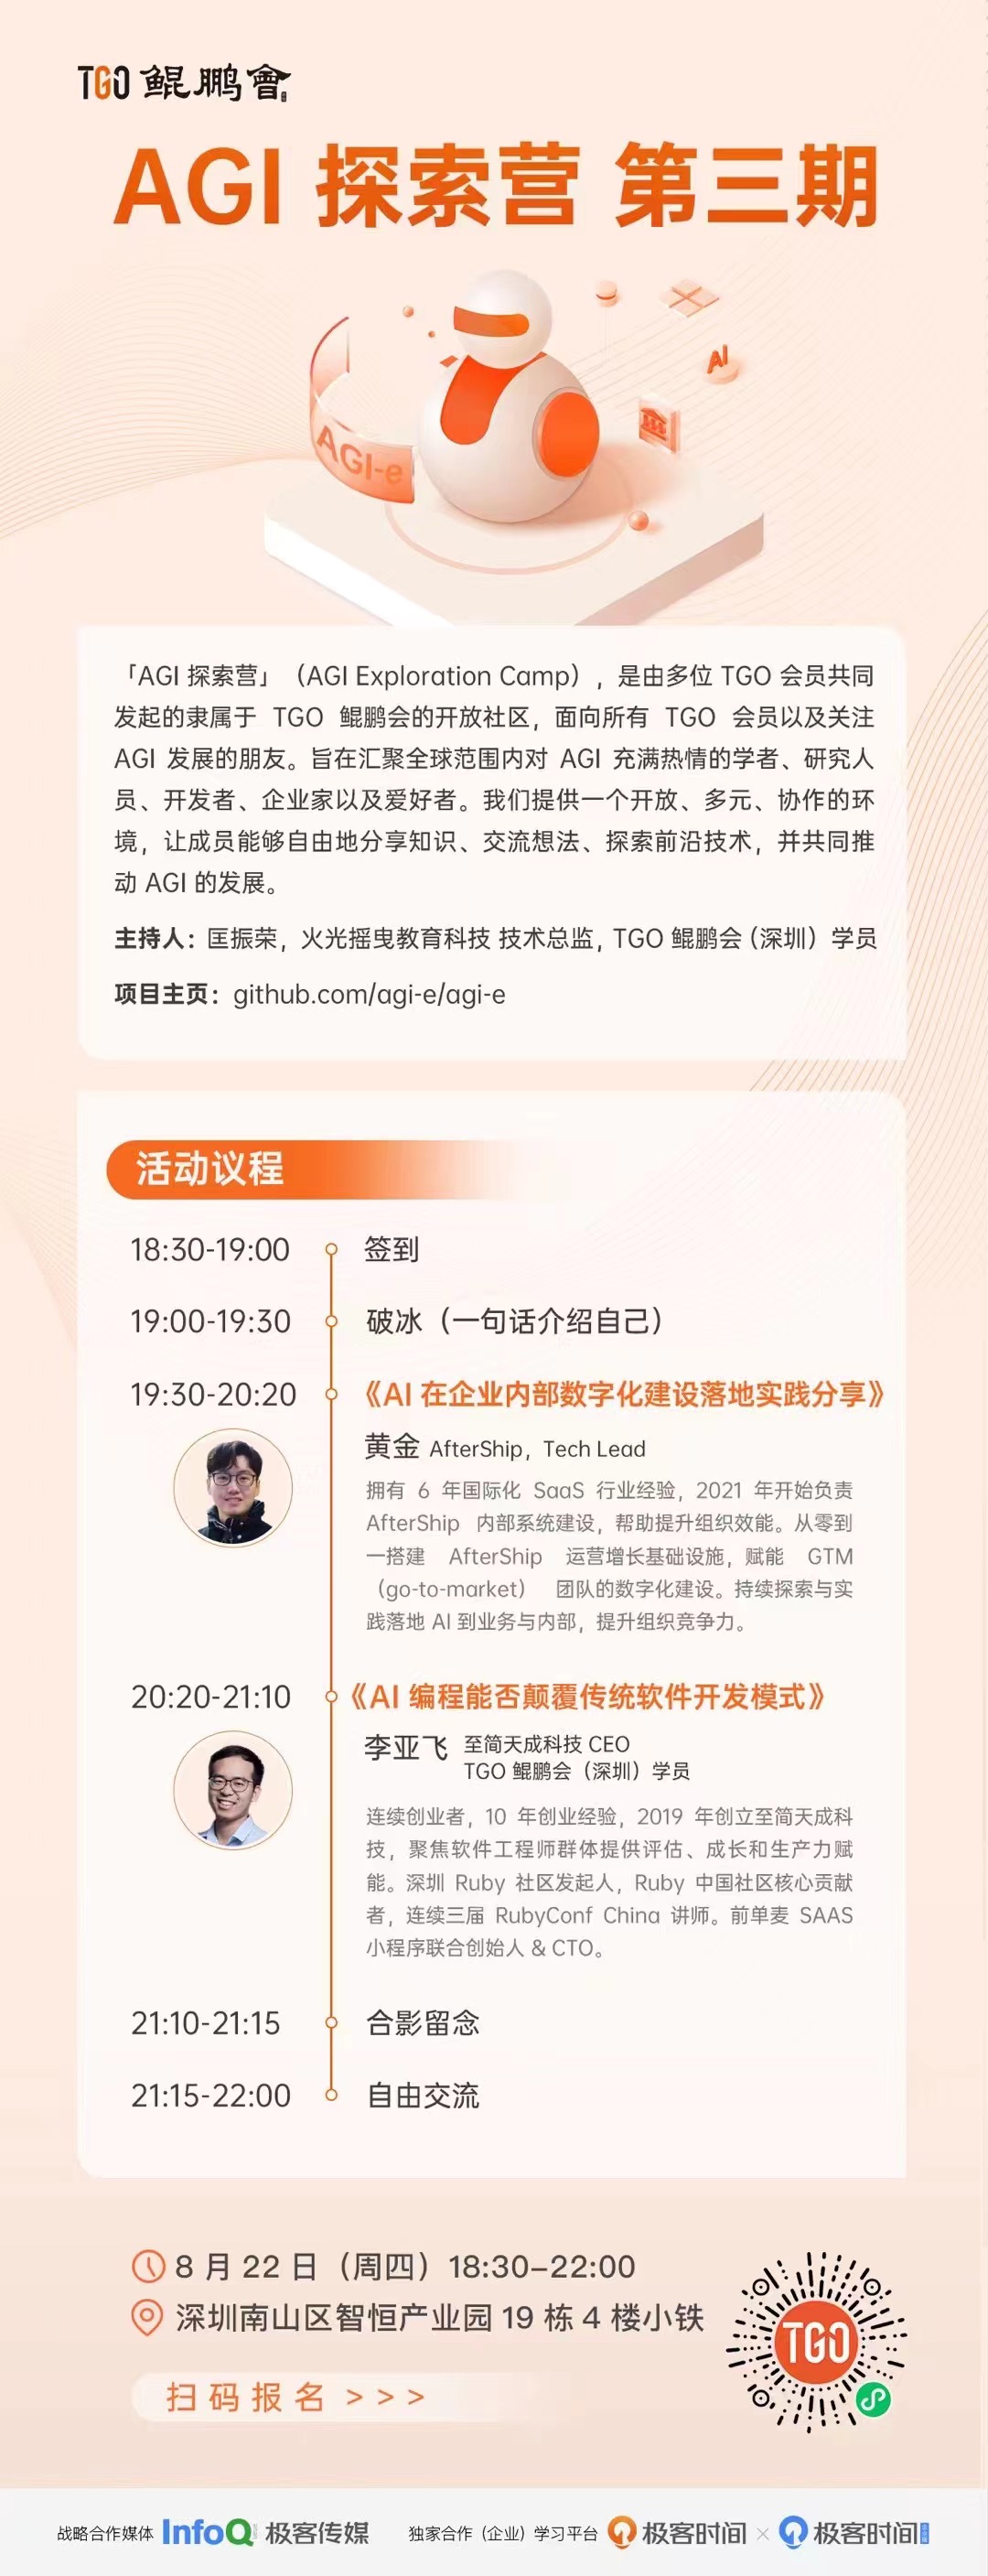 TGO 鲲鹏會
AGI 探索营 第三期
AGI-e
AI
「AGI 探索营」（AGI Exploration Camp），是由多位 TGO 会员共同
发起的隶属于 TGO 鲲鹏会的开放社区，面向所有 TGO 会员以及关注
AGI 发展的朋友。旨在汇聚全球范围内对 AGI 充满热情的学者、研究人
员、开发者、企业家以及爱好者。我们提供一个开放、多元、协作的环
境，让成员能够自由地分享知识、交流想法、探索前沿技术，并共同推
动 AGI 的发展。
主持人：匡振荣，火光摇曳教育科技 技术总监，TGO 鲲鹏会（深圳）学员
项目主页：github.com/agi-e/agi-e
活动议程
18:30-19:00 签到
19:00-19:30 破冰（一句话介绍自己）
19:30-20:20 《AI 在企业内部数字化建设落地实践分享》
黄金 AfterShip，Tech Lead
拥有 6 年国际化 SaaS 行业经验，2021 年开始负责
AfterShip 内部系统建设，帮助提升组织效能。从零到
一搭建 AfterShip 运营增长基础设施，赋能 GTM
（go-to-market） 团队的数字化建设。持续探索与实
践落地 AI 到业务与内部，提升组织竞争力。
20:20-21:10 《AI 编程能否颠覆传统软件开发模式》
李亚飞 至简天成科技 CEO
TGO 鲲鹏会（深圳）学员
连续创业者，10 年创业经验，2019 年创立至简天成科
技，聚焦软件工程师群体提供评估、成长和生产力赋
能。深圳 Ruby 社区发起人，Ruby 中国社区核心贡献
者，连续三届 RubyConf China 讲师。前单麦 SAAS
小程序联合创始人 & CTO。
21:10-21:15 合影留念
21:15-22:00 自由交流
8 月 22 日（周四）18:30–22:00
深圳南山区智恒产业园 19 栋 4 楼小铁
扫码报名 > > >
TGO
战略合作媒体 InfoQ 极客传媒 独家合作（企业）学习平台 极客时间 × 极客时间